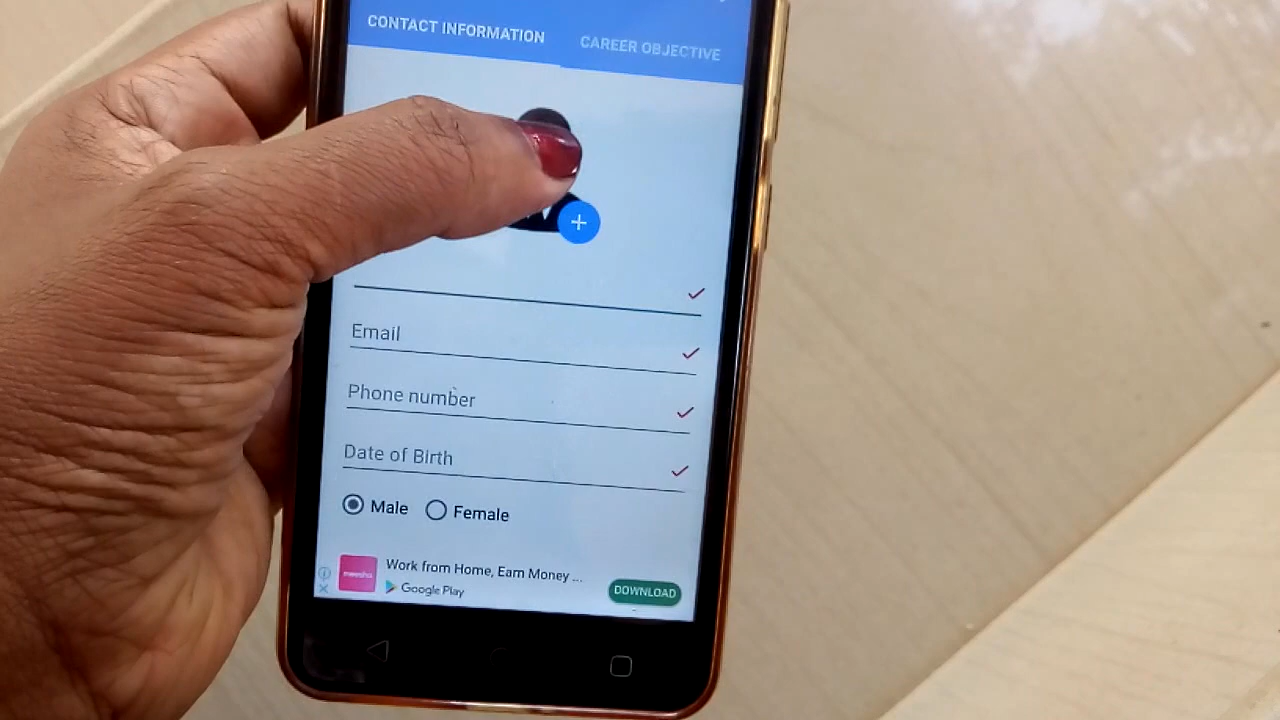 CONTACT INFORMATION
CAREER OBJECTIVE
Email
Phone number
Date of Birth
Male
Female
Work from Home, Earn Money ...
Google Play
DOWNLOAD
meesho